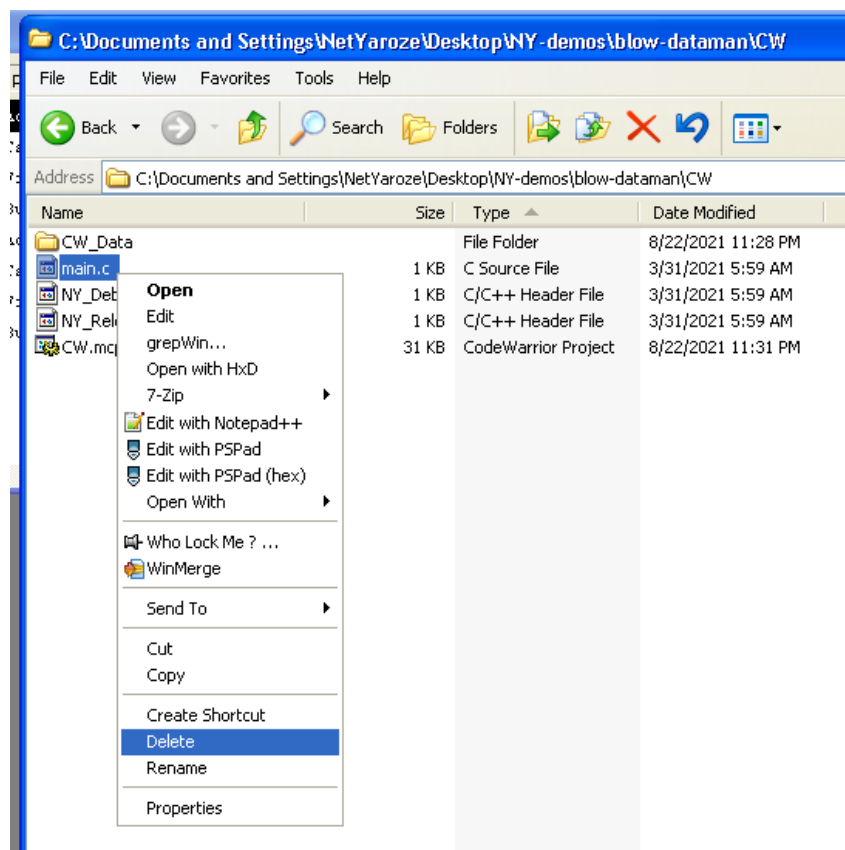 C:\Documents and Settings\NetYaroze\Desktop\NY-demos\blow-dataman\CW
File Edit View Favorites Tools Help
Back Search Folders
Address C:\Documents and Settings\NetYaroze\Desktop\NY-demos\blow-dataman\CW
Name Size Type Date Modified
CW_Data File Folder 8/22/2021 11:28 PM
main.c 1 KB C Source File 3/31/2021 5:59 AM
NY_Deb 1 KB C/C++ Header File 3/31/2021 5:59 AM
NY_Rel 1 KB C/C++ Header File 3/31/2021 5:59 AM
CW.mcp 31 KB CodeWarrior Project 8/22/2021 11:31 PM
Open
Edit
grepWin...
Open with HxD
7-Zip
Edit with Notepad++
Edit with PSPad
Edit with PSPad (hex)
Open With
Who Lock Me ? ...
WinMerge
Send To
Cut
Copy
Create Shortcut
Delete
Rename
Properties